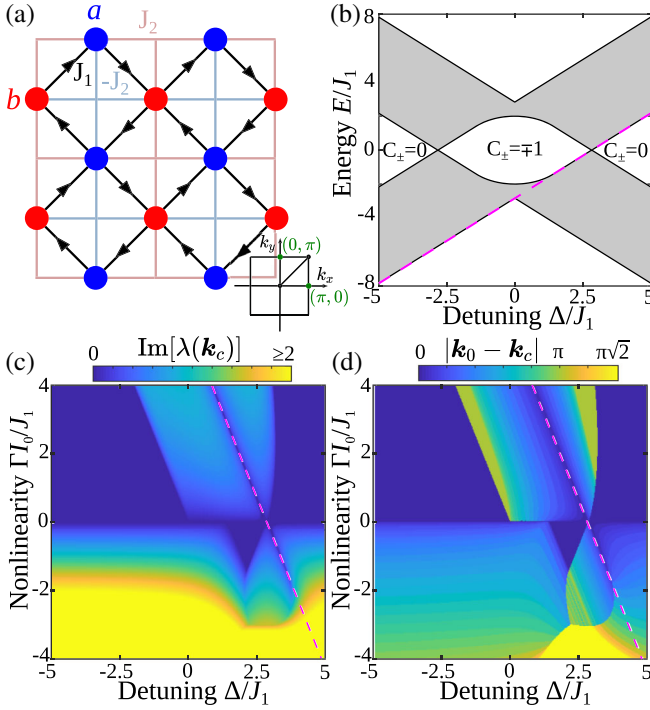 (a)
a
J₂
J₁
-J₂
b
k_y
(0, π)
k_x
(π, 0)
(b)
Energy E/J₁
8
4
0
-4
-8
C±=0
C±=∓1
C±=0
-5
-2.5
0
2.5
5
Detuning Δ/J₁
(c)
0
Im[λ(k_c)]
≥2
Nonlinearity ΓI₀/J₁
4
2
0
-2
-4
-5
-2.5
0
2.5
5
Detuning Δ/J₁
(d)
0
|k₀ − k_c|
π
π√2
Nonlinearity ΓI₀/J₁
4
2
0
-2
-4
-5
-2.5
0
2.5
5
Detuning Δ/J₁